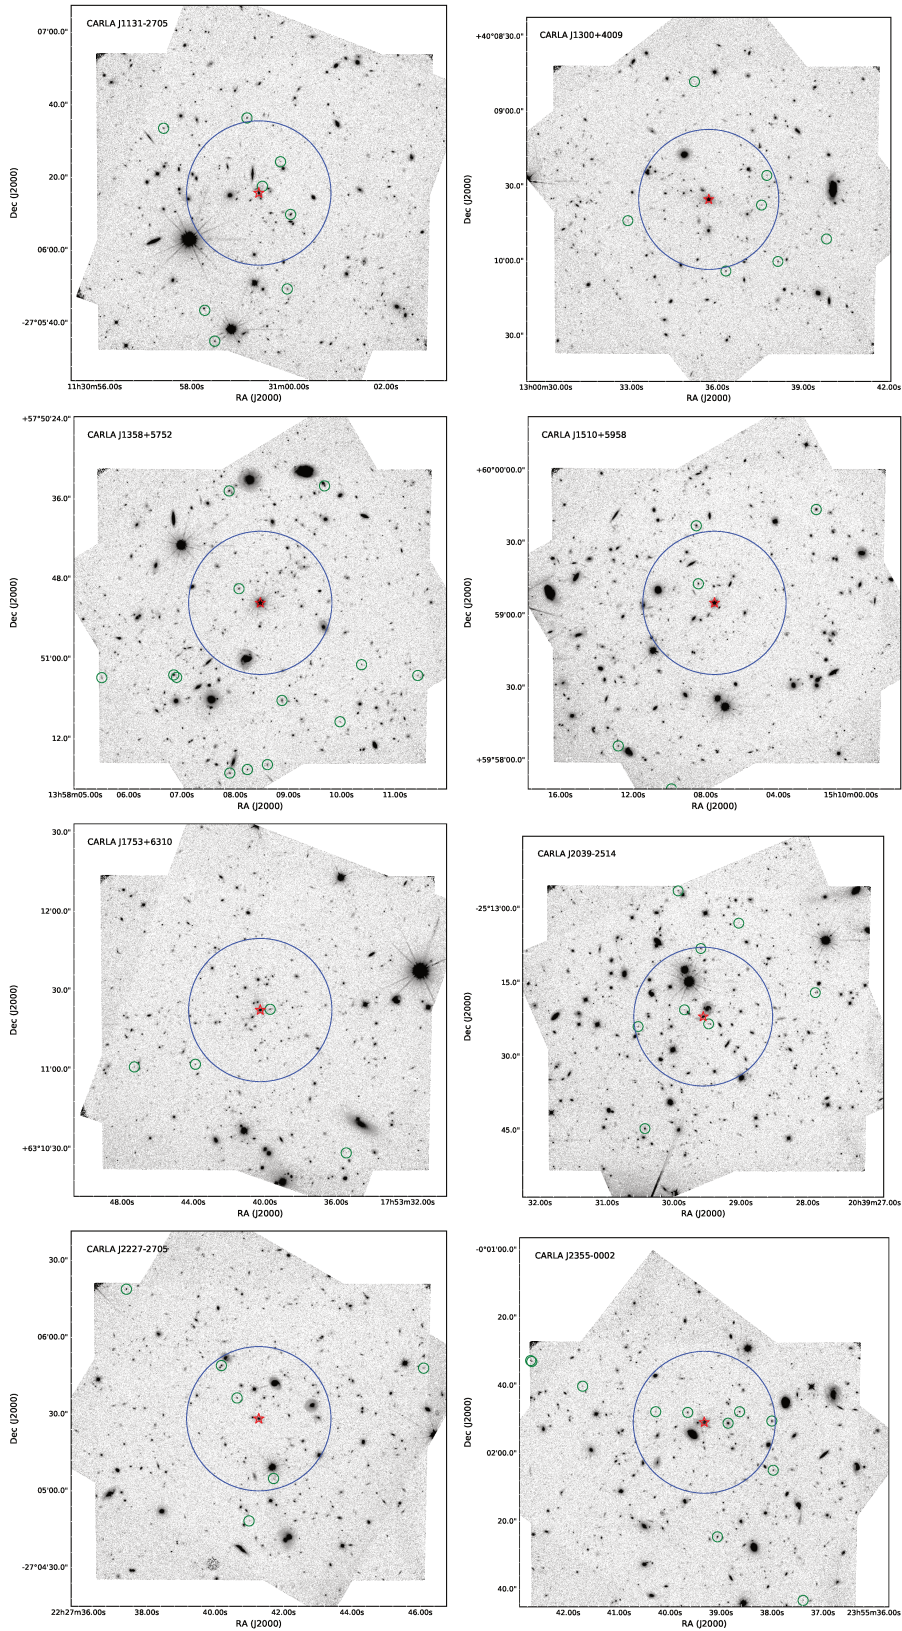 CARLA J1131-2705
07'00.0"
40.0"
20.0"
06'00.0"
-27°05'40.0"
Dec (J2000)
11h30m56.00s 58.00s 31m00.00s 02.00s
RA (J2000)
CARLA J1300+4009
+40°08'30.0"
09'00.0"
30.0"
10'00.0"
30.0"
Dec (J2000)
13h00m30.00s 33.00s 36.00s 39.00s 42.00s
RA (J2000)
CARLA J1358+5752
+57°50'24.0"
36.0"
48.0"
51'00.0"
12.0"
Dec (J2000)
13h58m05.00s 06.00s 07.00s 08.00s 09.00s 10.00s 11.00s
RA (J2000)
CARLA J1510+5958
+60°00'00.0"
30.0"
59'00.0"
30.0"
+59°58'00.0"
Dec (J2000)
16.00s 12.00s 08.00s 04.00s 15h10m00.00s
RA (J2000)
CARLA J1753+6310
30.0"
12'00.0"
30.0"
11'00.0"
+63°10'30.0"
Dec (J2000)
48.00s 44.00s 40.00s 36.00s 17h53m32.00s
RA (J2000)
CARLA J2039-2514
-25°13'00.0"
15.0"
30.0"
45.0"
Dec (J2000)
32.00s 31.00s 30.00s 29.00s 28.00s 20h39m27.00s
RA (J2000)
CARLA J2227-2705
30.0"
06'00.0"
30.0"
05'00.0"
-27°04'30.0"
Dec (J2000)
22h27m36.00s 38.00s 40.00s 42.00s 44.00s 46.00s
RA (J2000)
CARLA J2355-0002
-0°01'00.0"
20.0"
40.0"
02'00.0"
20.0"
40.0"
Dec (J2000)
42.00s 41.00s 40.00s 39.00s 38.00s 37.00s 23h55m36.00s
RA (J2000)